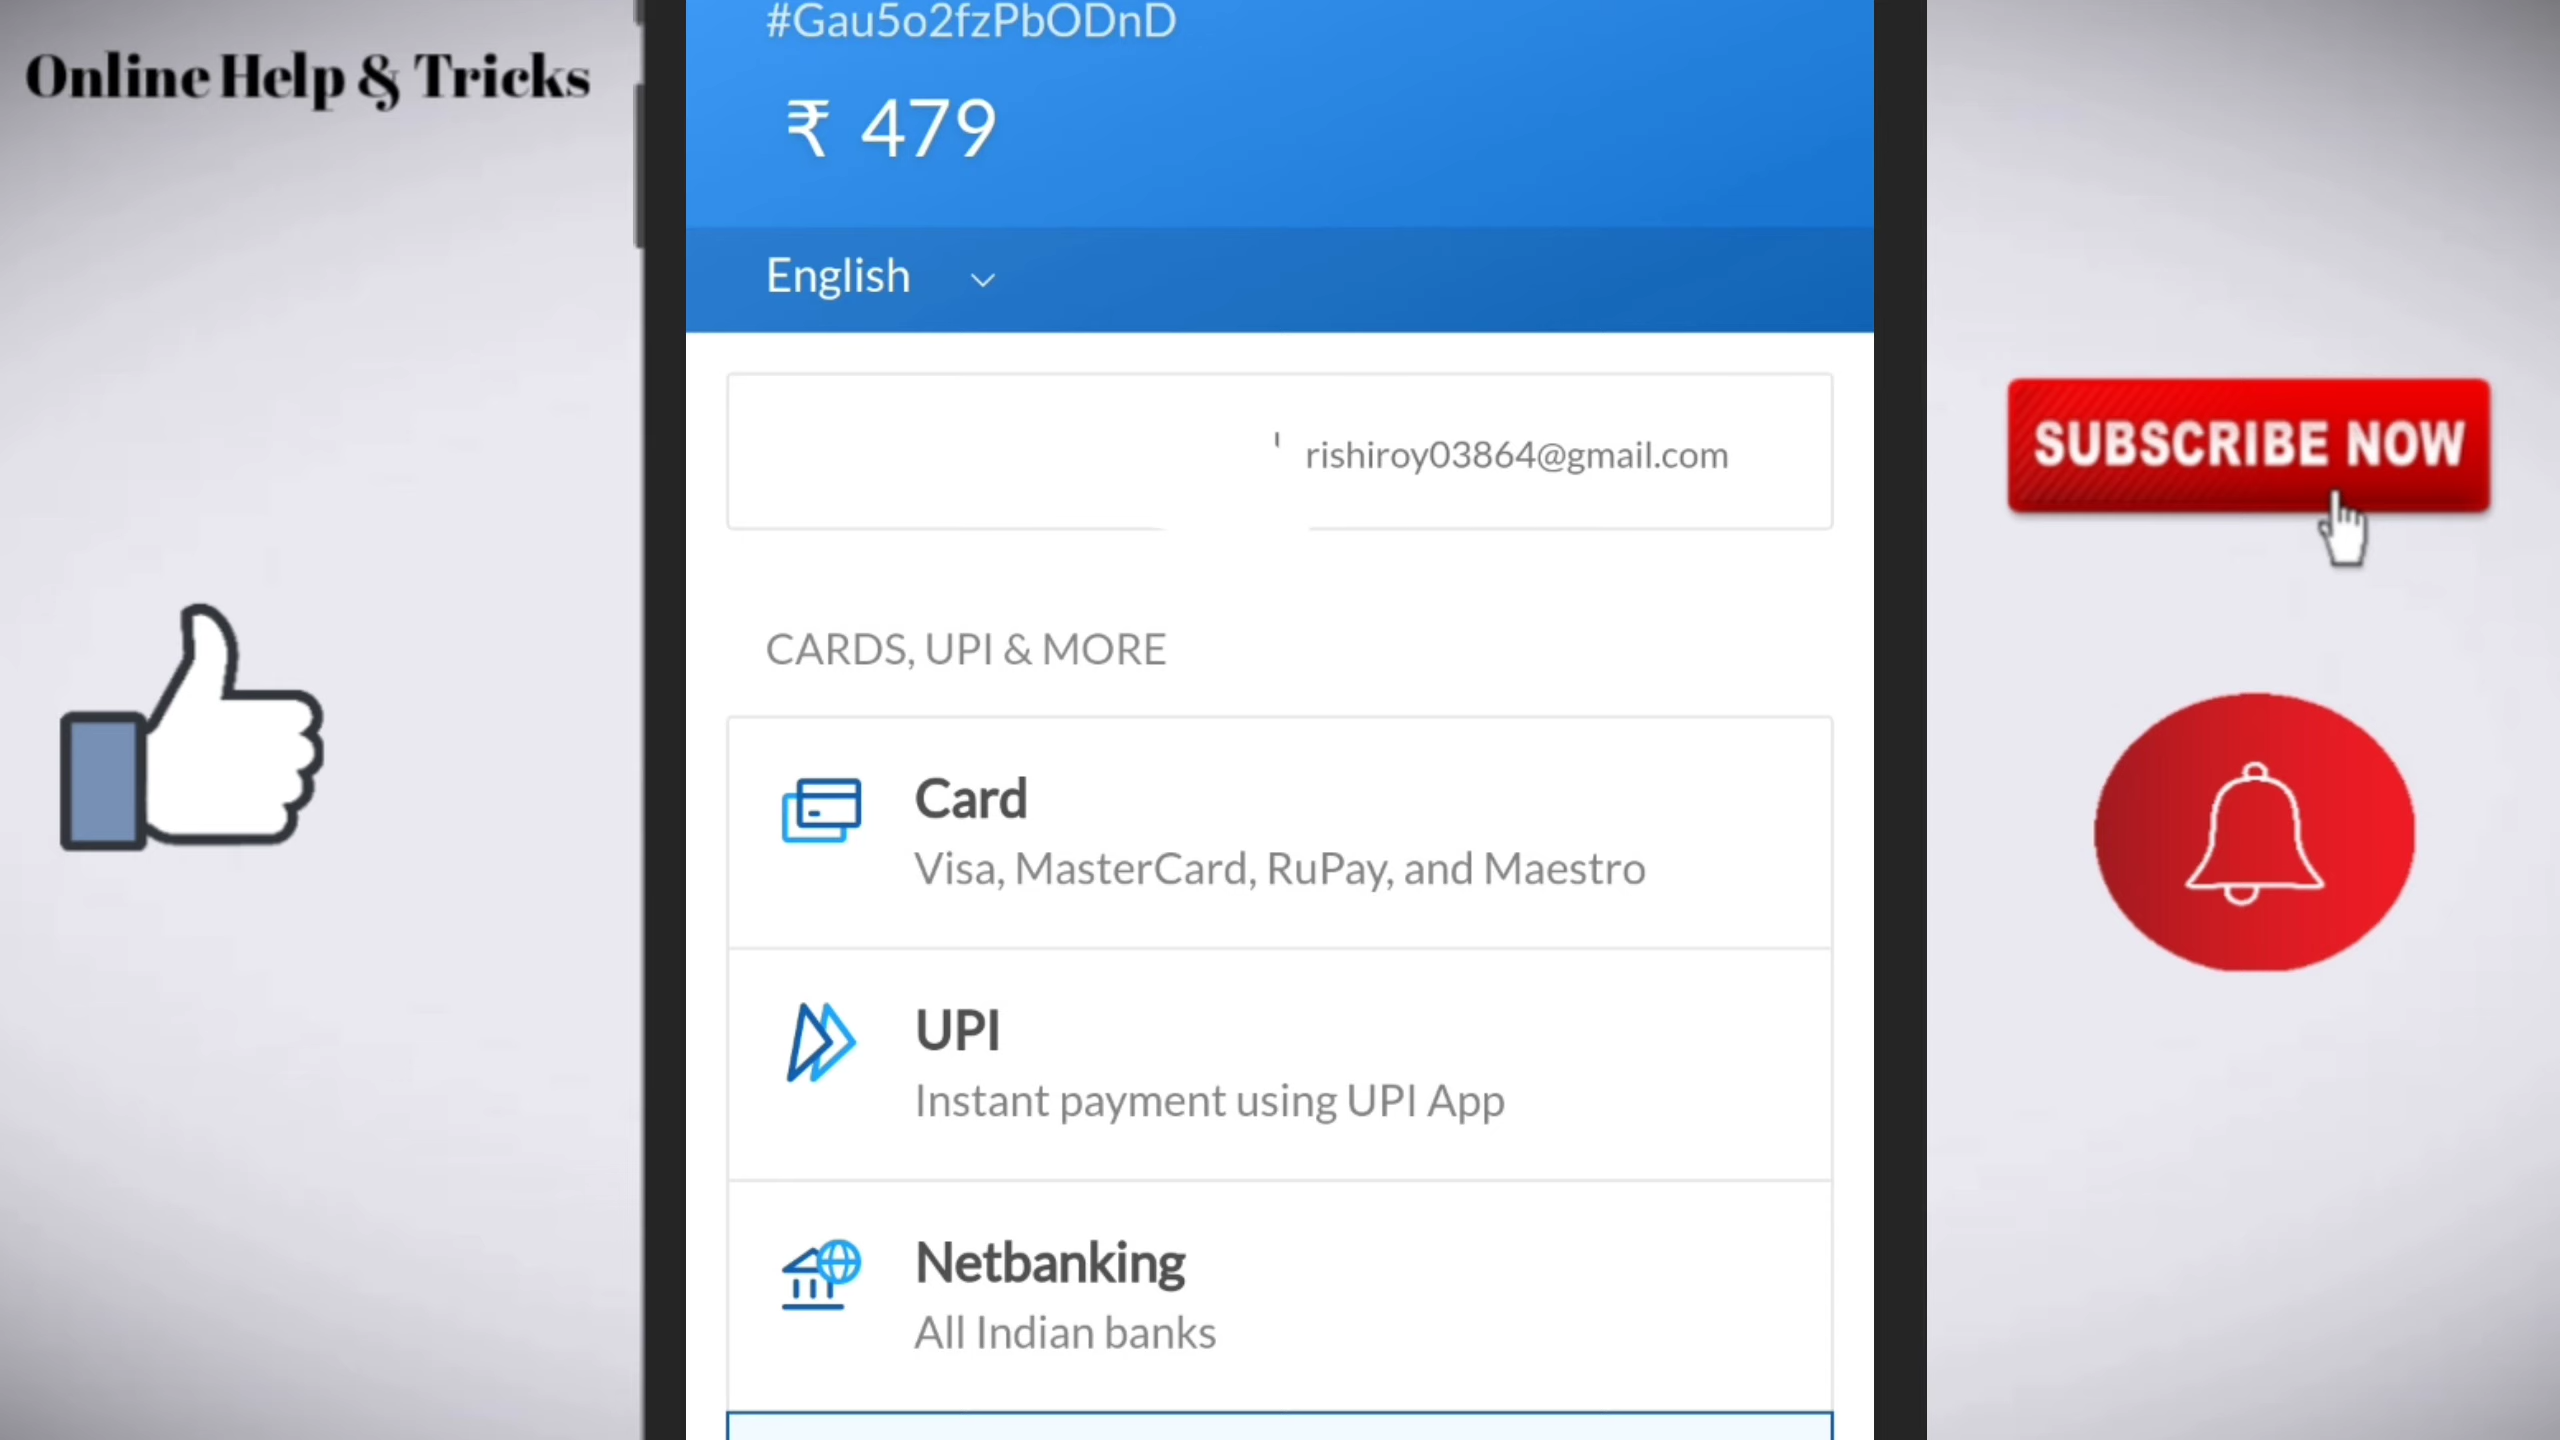 Online Help & Tricks
#Gau5o2fzPbODnD
₹ 479
English
rishiroy03864@gmail.com
SUBSCRIBE NOW
CARDS, UPI & MORE
Card
Visa, MasterCard, RuPay, and Maestro
UPI
Instant payment using UPI App
Netbanking
All Indian banks